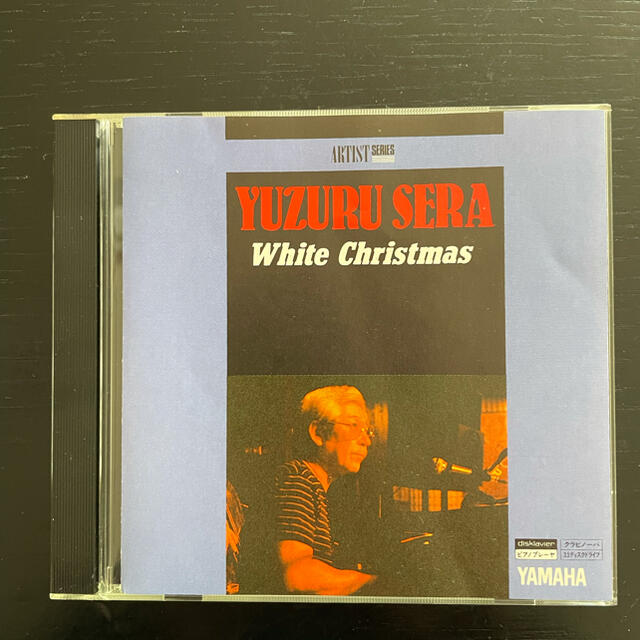 ARTIST SERIES
YUZURU SERA
White Christmas
disklavier
ピアノプレーヤ
クラビノーバ
YAMAHA